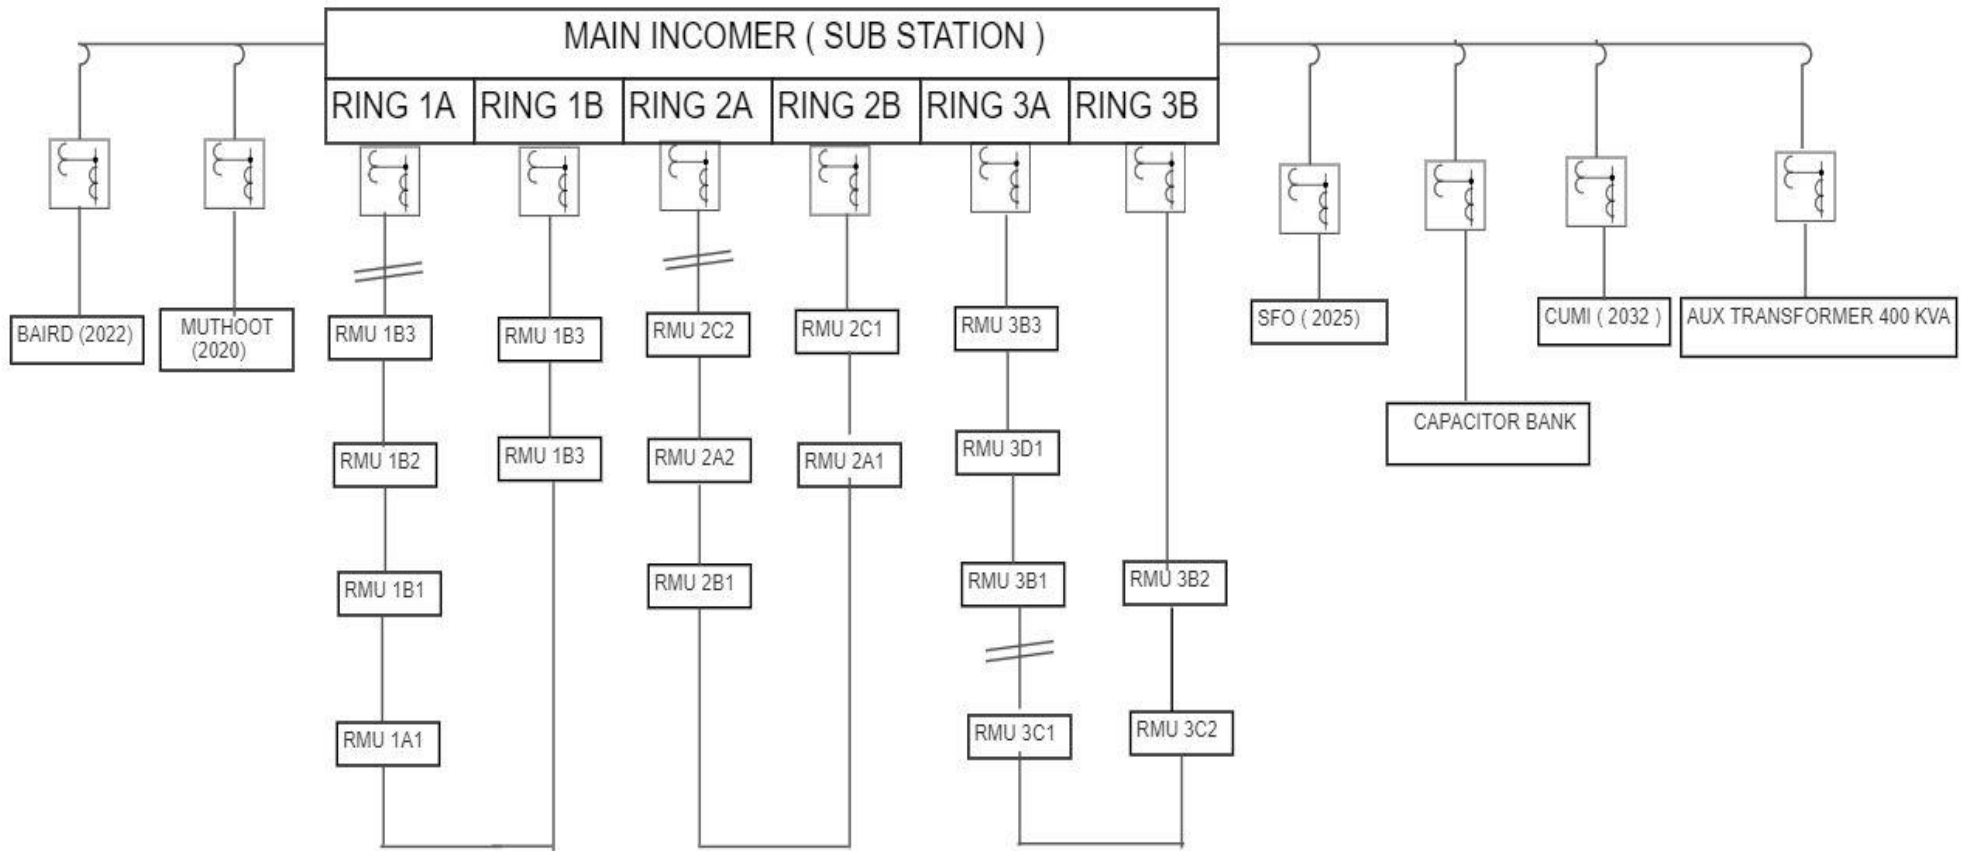 MAIN INCOMER ( SUB STATION )
RING 1A
RING 1B
RING 2A
RING 2B
RING 3A
RING 3B
BAIRD (2022)
MUTHOOT
(2020)
RMU 1B3
RMU 1B2
RMU 1B1
RMU 1A1
RMU 1B3
RMU 1B3
RMU 2C2
RMU 2A2
RMU 2B1
RMU 2C1
RMU 2A1
RMU 3B3
RMU 3D1
RMU 3B1
RMU 3C1
RMU 3B2
RMU 3C2
SFO ( 2025)
CAPACITOR BANK
CUMI ( 2032 )
AUX TRANSFORMER 400 KVA